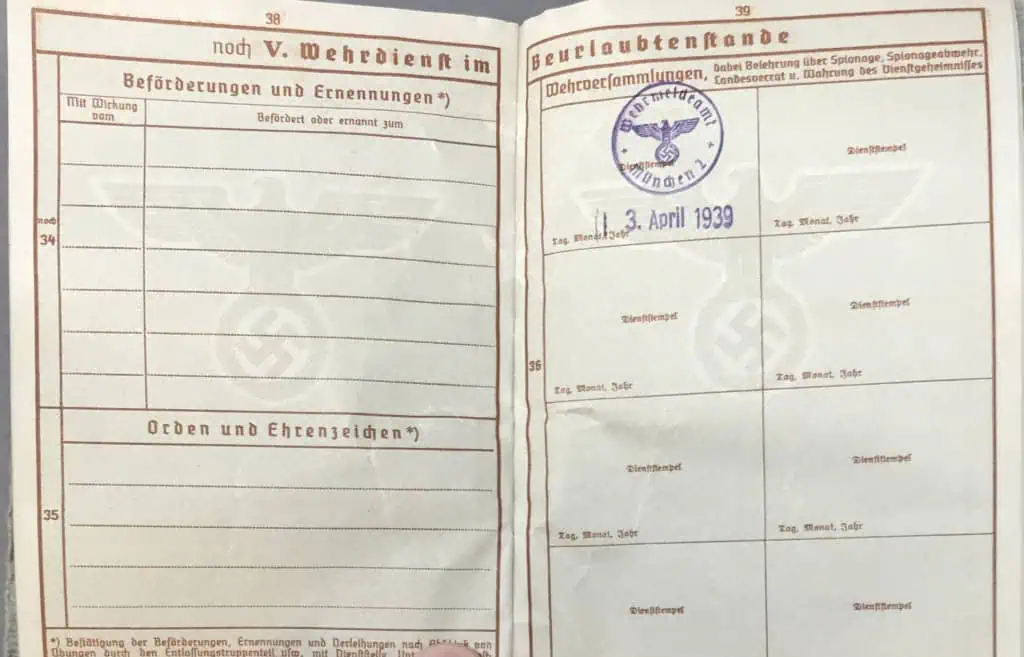 38
noch V. Wehrdienst im
Beförderungen und Ernennungen*)
Mit Wirkung vom
Befördert oder ernannt zum
noch
34
Orden und Ehrenzeichen*)
35
*) Bestätigung der Beförderungen, Ernennungen und Verleihungen nach von
Übungen durch den Entlassungstruppenteil usw. mit Dienststelle,
39
Beurlaubtenstande
Wehrversammlungen, dabei Belehrung über Spionage, Spionageabwehr,
Landesverrat u. Wahrung des Dienstgeheimnisses
Wehrmeldeamt
München 2
Dienststempel
13. April 1939
Tag, Monat, Jahr
Dienststempel
Tag, Monat, Jahr
36
Dienststempel
Tag, Monat, Jahr
Dienststempel
Tag, Monat, Jahr
Dienststempel
Tag, Monat, Jahr
Dienststempel
Tag, Monat, Jahr
Dienststempel
Dienststempel